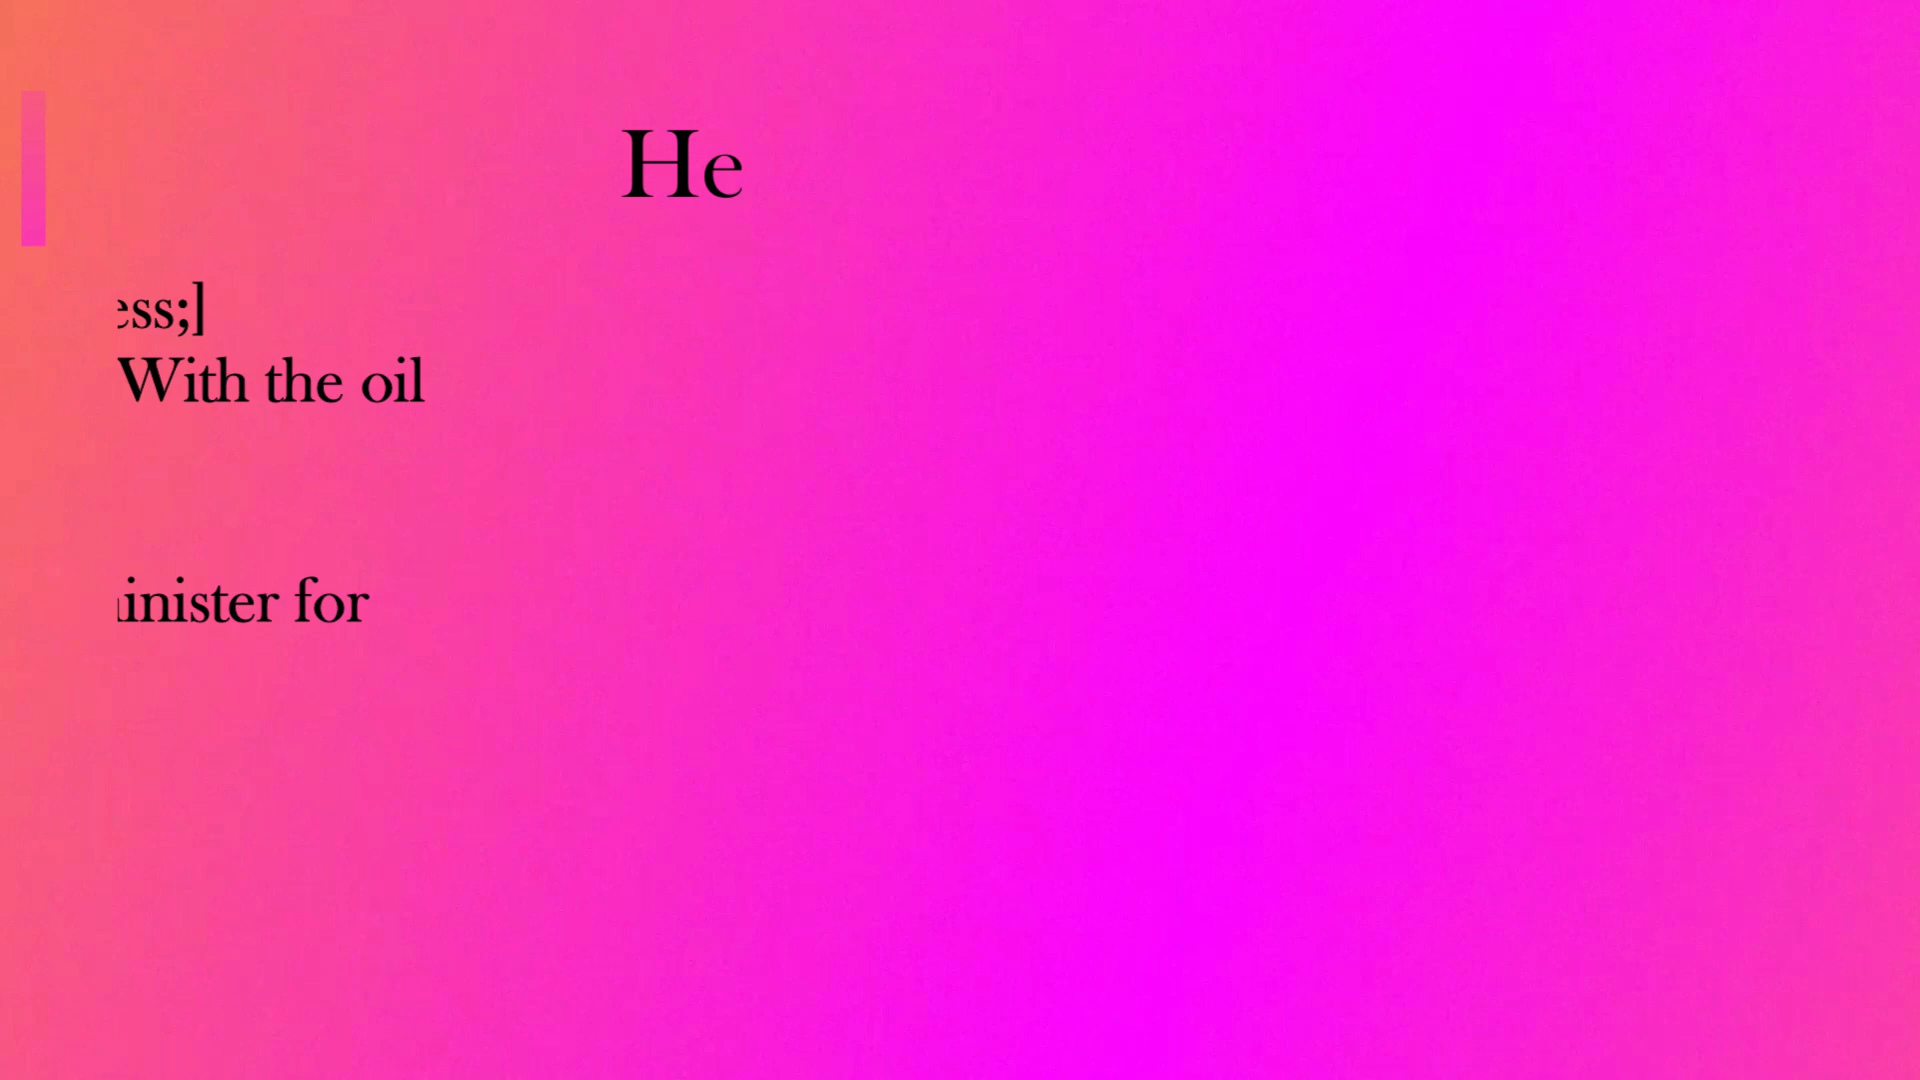 He
ess;]
With the oil
inister for